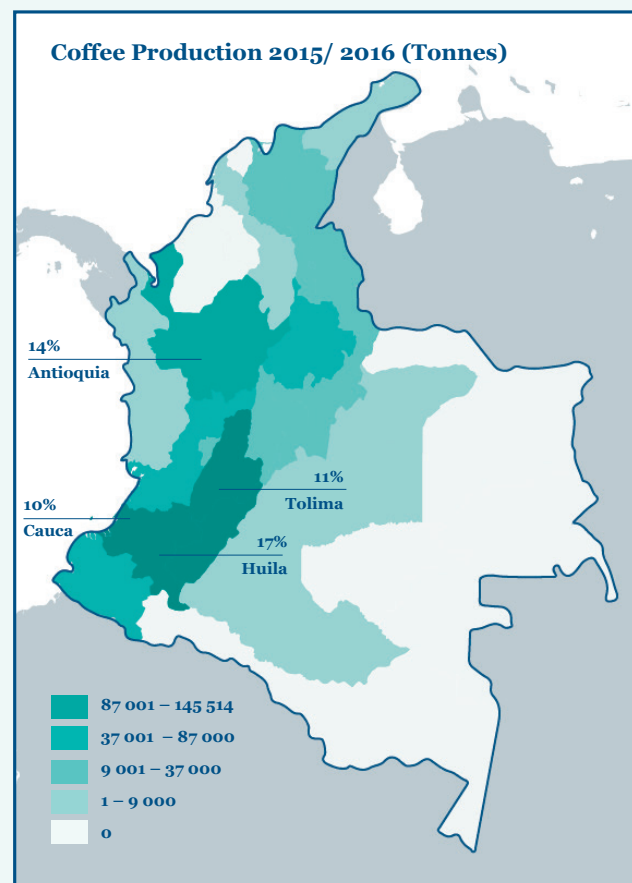 Coffee Production 2015/ 2016 (Tonnes)
14%
Antioquia
11%
Tolima
10%
Cauca
17%
Huila
87 001 – 145 514
37 001 – 87 000
9 001 – 37 000
1 – 9 000
0